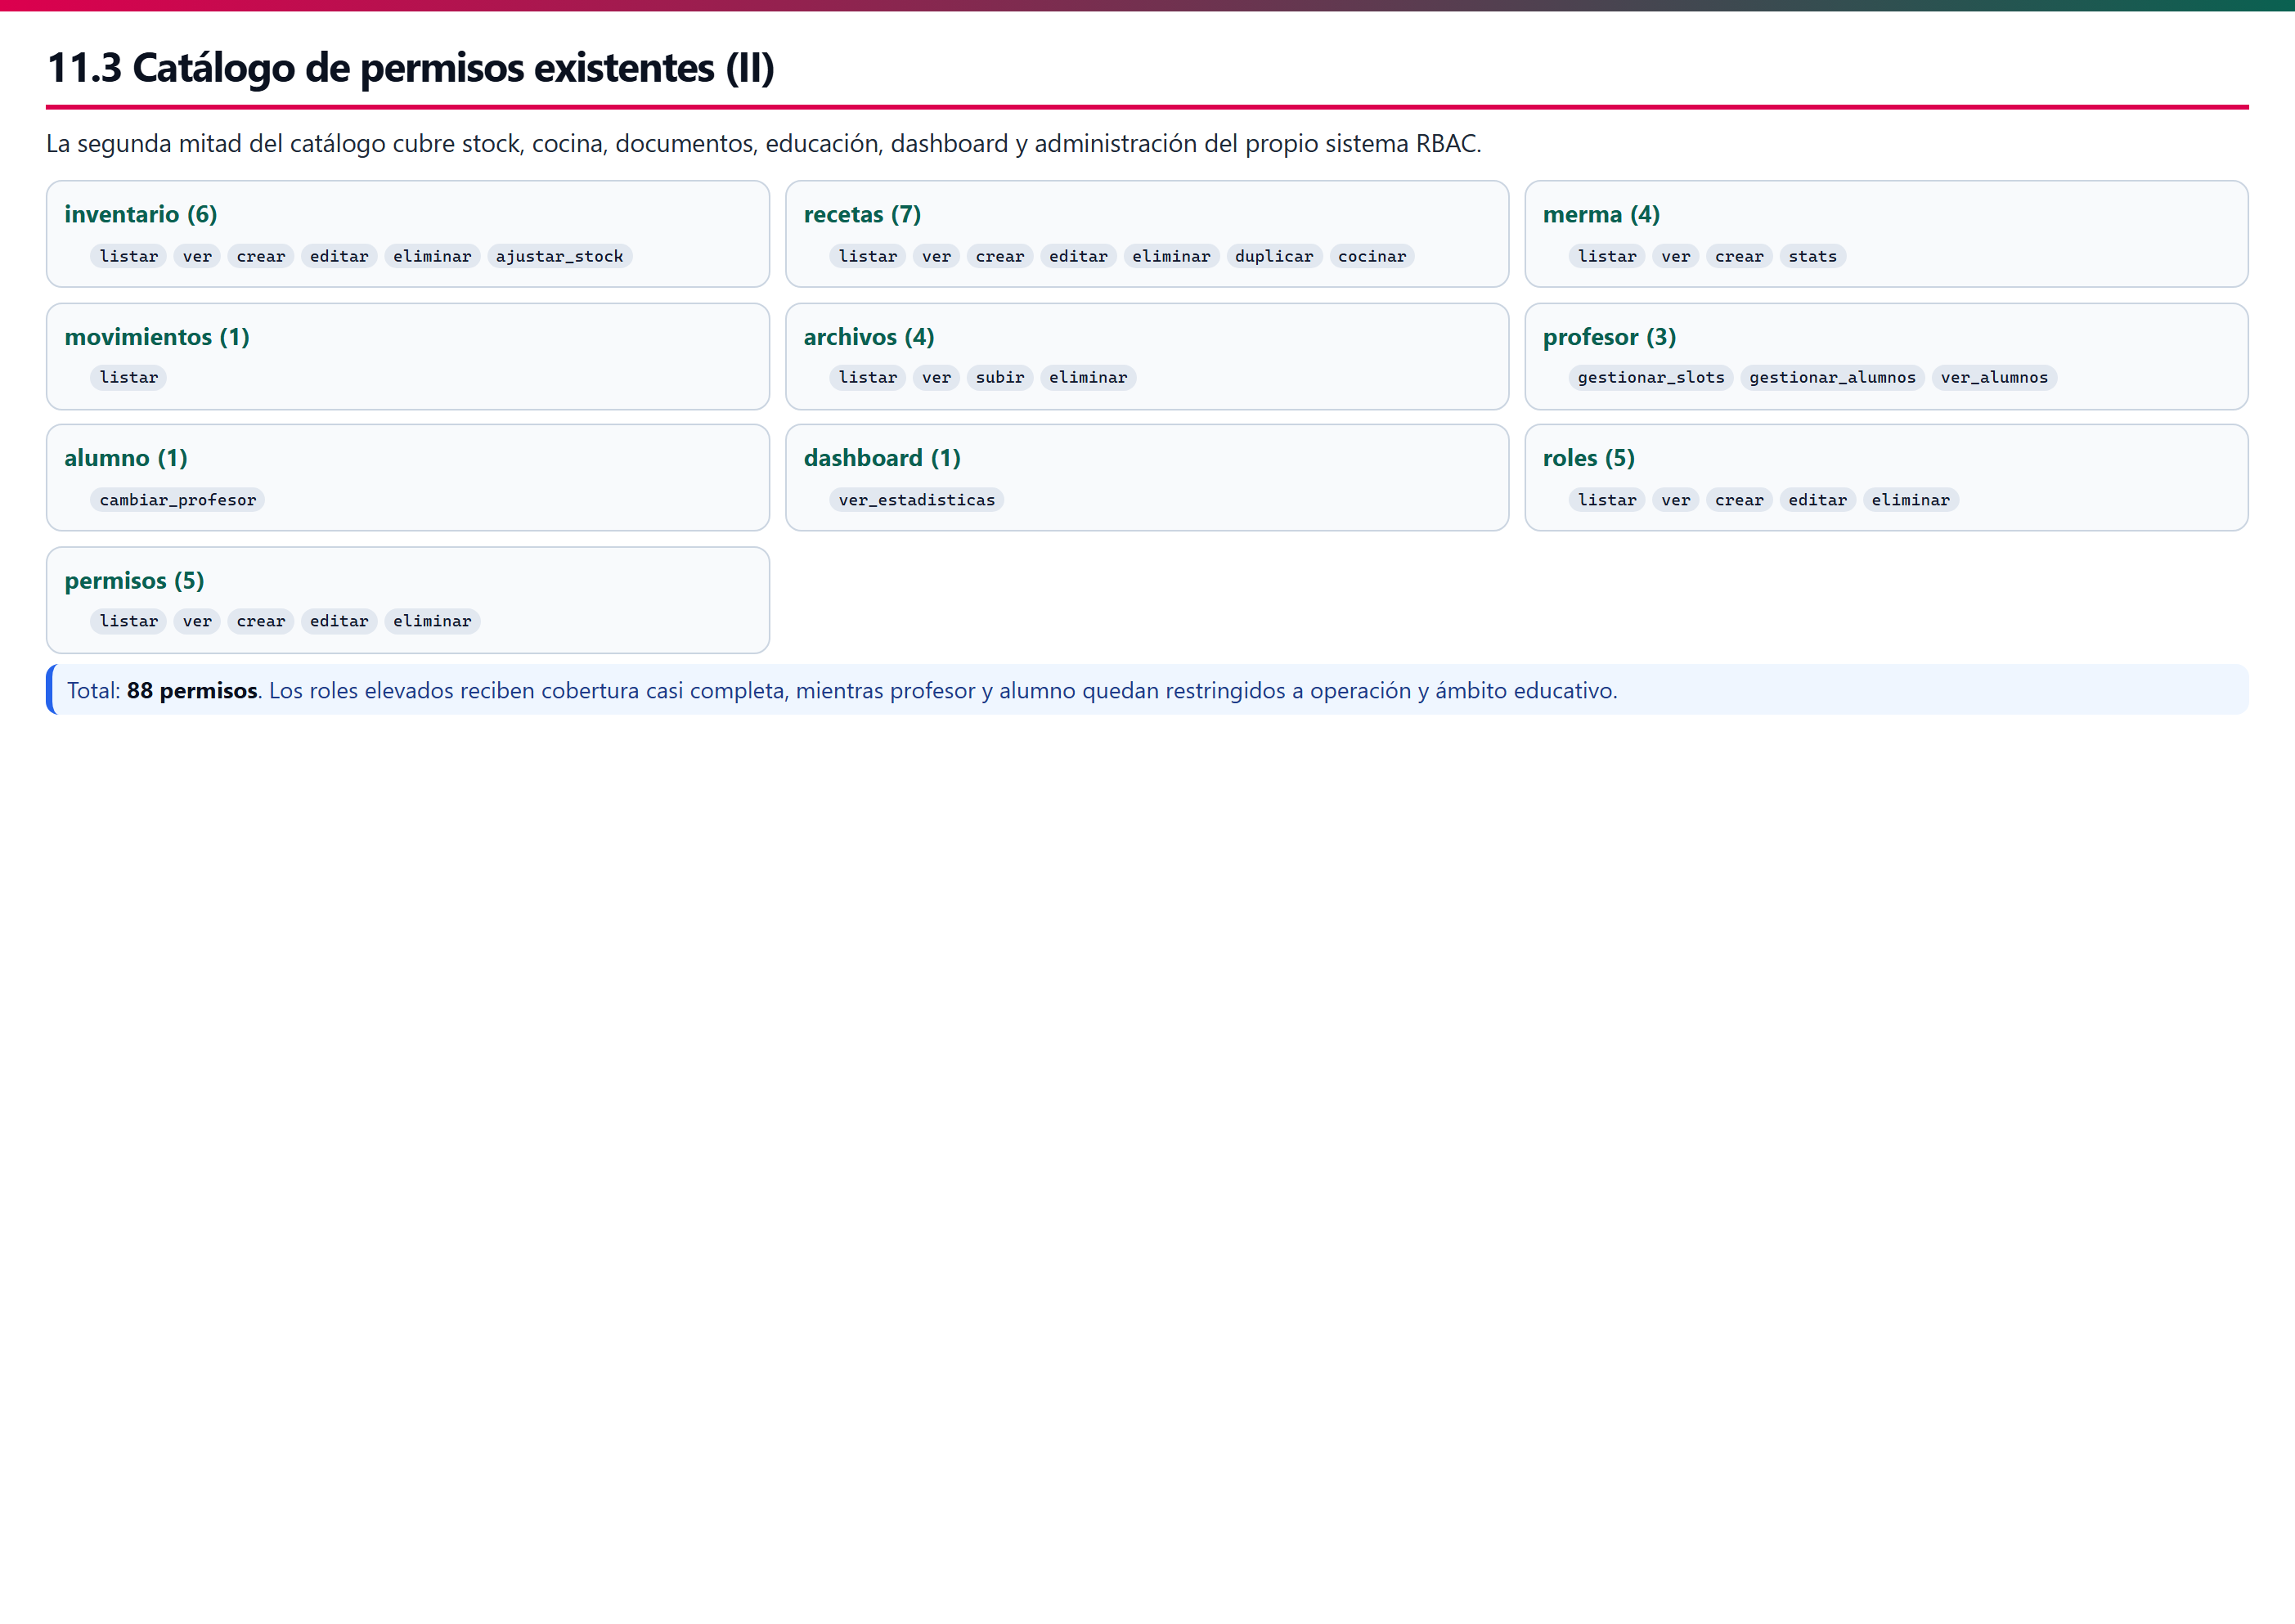 11.3 Catálogo de permisos existentes (II)
La segunda mitad del catálogo cubre stock, cocina, documentos, educación, dashboard y administración del propio sistema RBAC.
inventario (6)
listar ver crear editar eliminar ajustar_stock
recetas (7)
listar ver crear editar eliminar duplicar cocinar
merma (4)
listar ver crear stats
movimientos (1)
listar
archivos (4)
listar ver subir eliminar
profesor (3)
gestionar_slots gestionar_alumnos ver_alumnos
alumno (1)
cambiar_profesor
dashboard (1)
ver_estadisticas
roles (5)
listar ver crear editar eliminar
permisos (5)
listar ver crear editar eliminar
Total: 88 permisos. Los roles elevados reciben cobertura casi completa, mientras profesor y alumno quedan restringidos a operación y ámbito educativo.